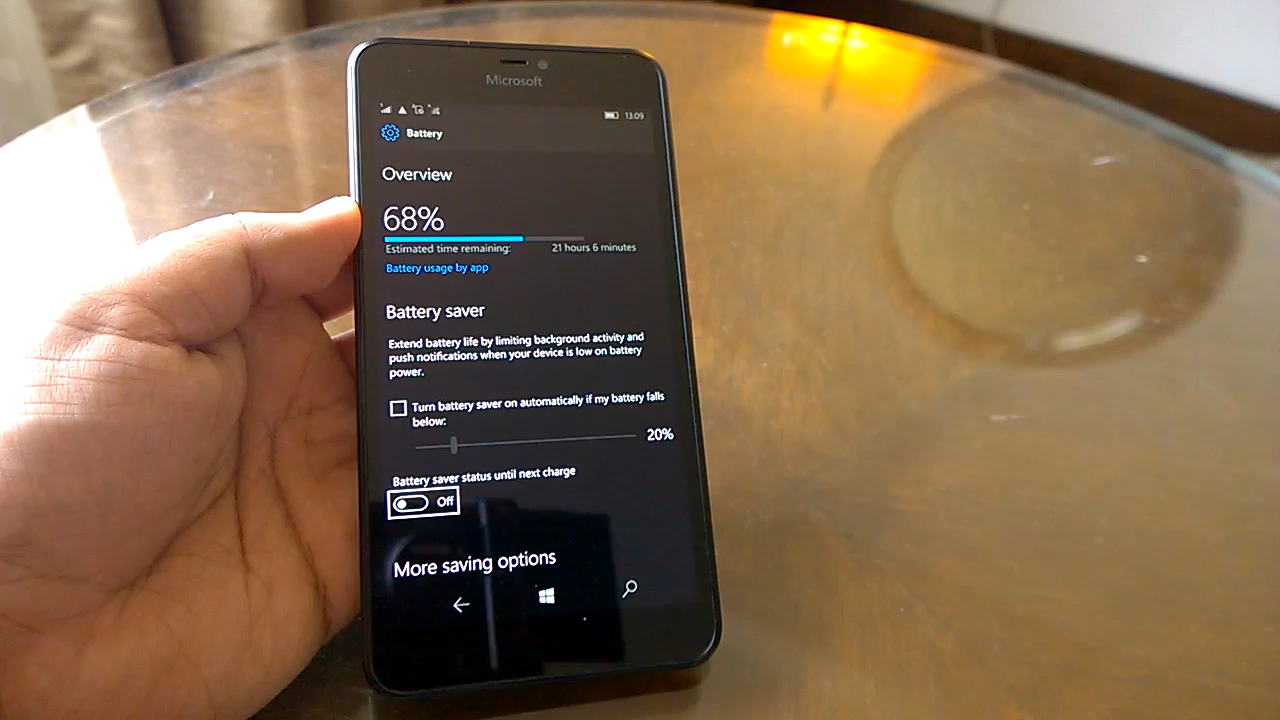 Microsoft
13:09
Battery
Overview
68%
Estimated time remaining: 21 hours 6 minutes
Battery usage by app
Battery saver
Extend battery life by limiting background activity and
push notifications when your device is low on battery
power.
Turn battery saver on automatically if my battery falls
below:
20%
Battery saver status until next charge
Off
More saving options